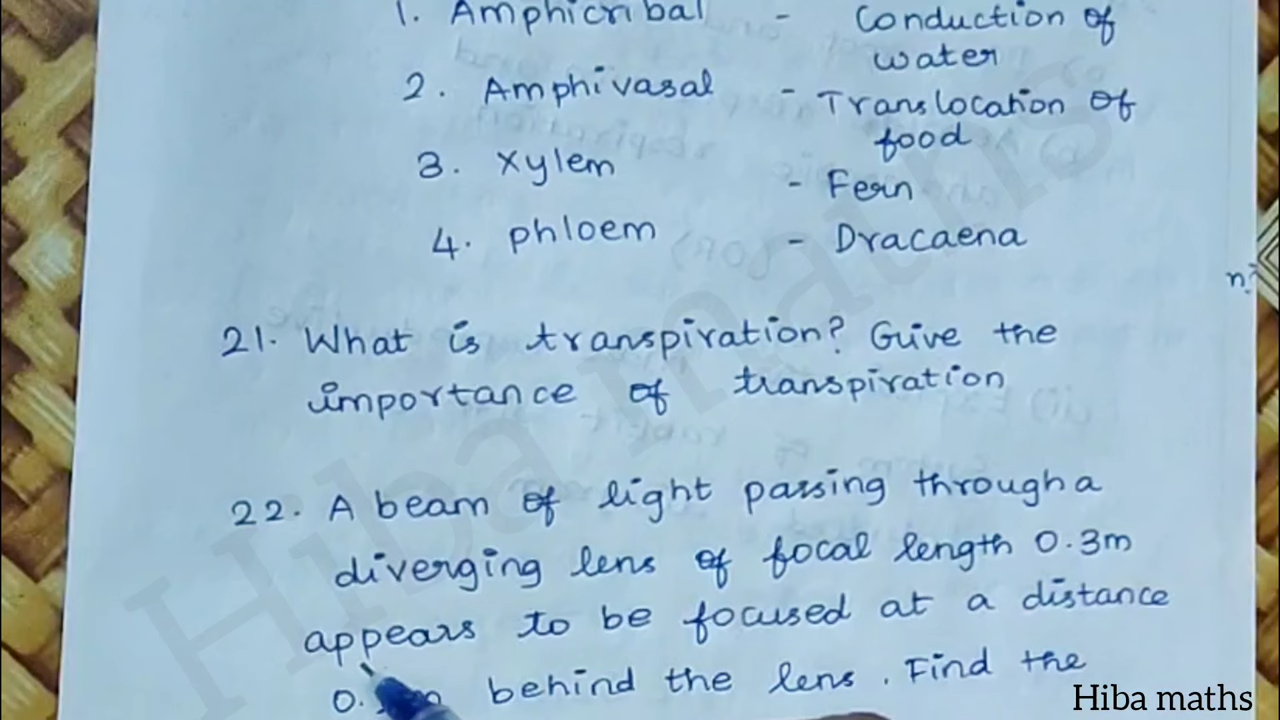 1. Amphicribal - Conduction of
water
2. Amphivasal - Translocation of
food
3. Xylem - Fern
4. phloem - Dracaena
21. What is transpiration? Give the
importance of transpiration
22. A beam of light passing through a
diverging lens of focal length 0.3m
appears to be focused at a distance
behind the lens. Find the
Hiba maths
Hiba maths